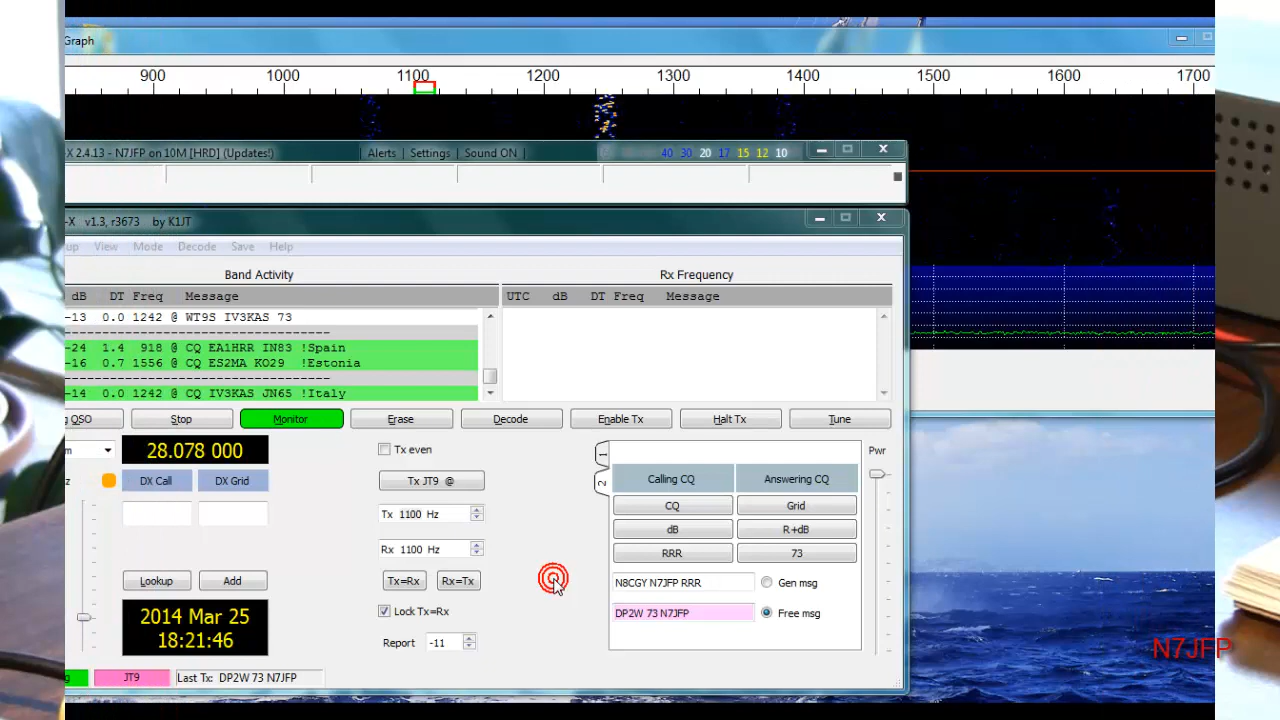 Graph
900 1000 1100 1200 1300 1400 1500 1600 1700
X 2.4.13 - N7JFP on 10M [HRD] (Updates!) Alerts Settings Sound ON 40 30 20 17 15 12 10
-X v1.3, r3673 by K1JT
up View Mode Decode Save Help
Band Activity Rx Frequency
dB DT Freq Message UTC dB DT Freq Message
-13 0.0 1242 @ WT9S IV3KAS 73
------------------------------------
-24 1.4 918 @ CQ EA1HRR IN83 !Spain
-16 0.7 1556 @ CQ ES2MA KO29 !Estonia
------------------------------------
-14 0.0 1242 @ CQ IV3KAS JN65 !Italy
g QSO Stop Monitor Erase Decode Enable Tx Halt Tx Tune
m 28.078 000 Tx even 1 Pwr
z DX Call DX Grid Tx JT9 @ 2 Calling CQ Answering CQ
CQ Grid
Tx 1100 Hz
dB R+dB
Rx 1100 Hz RRR 73
Lookup Add Tx=Rx Rx=Tx N8CGY N7JFP RRR Gen msg
2014 Mar 25 Lock Tx=Rx DP2W 73 N7JFP Free msg
18:21:46 Report -11
N7JFP
g JT9 Last Tx: DP2W 73 N7JFP